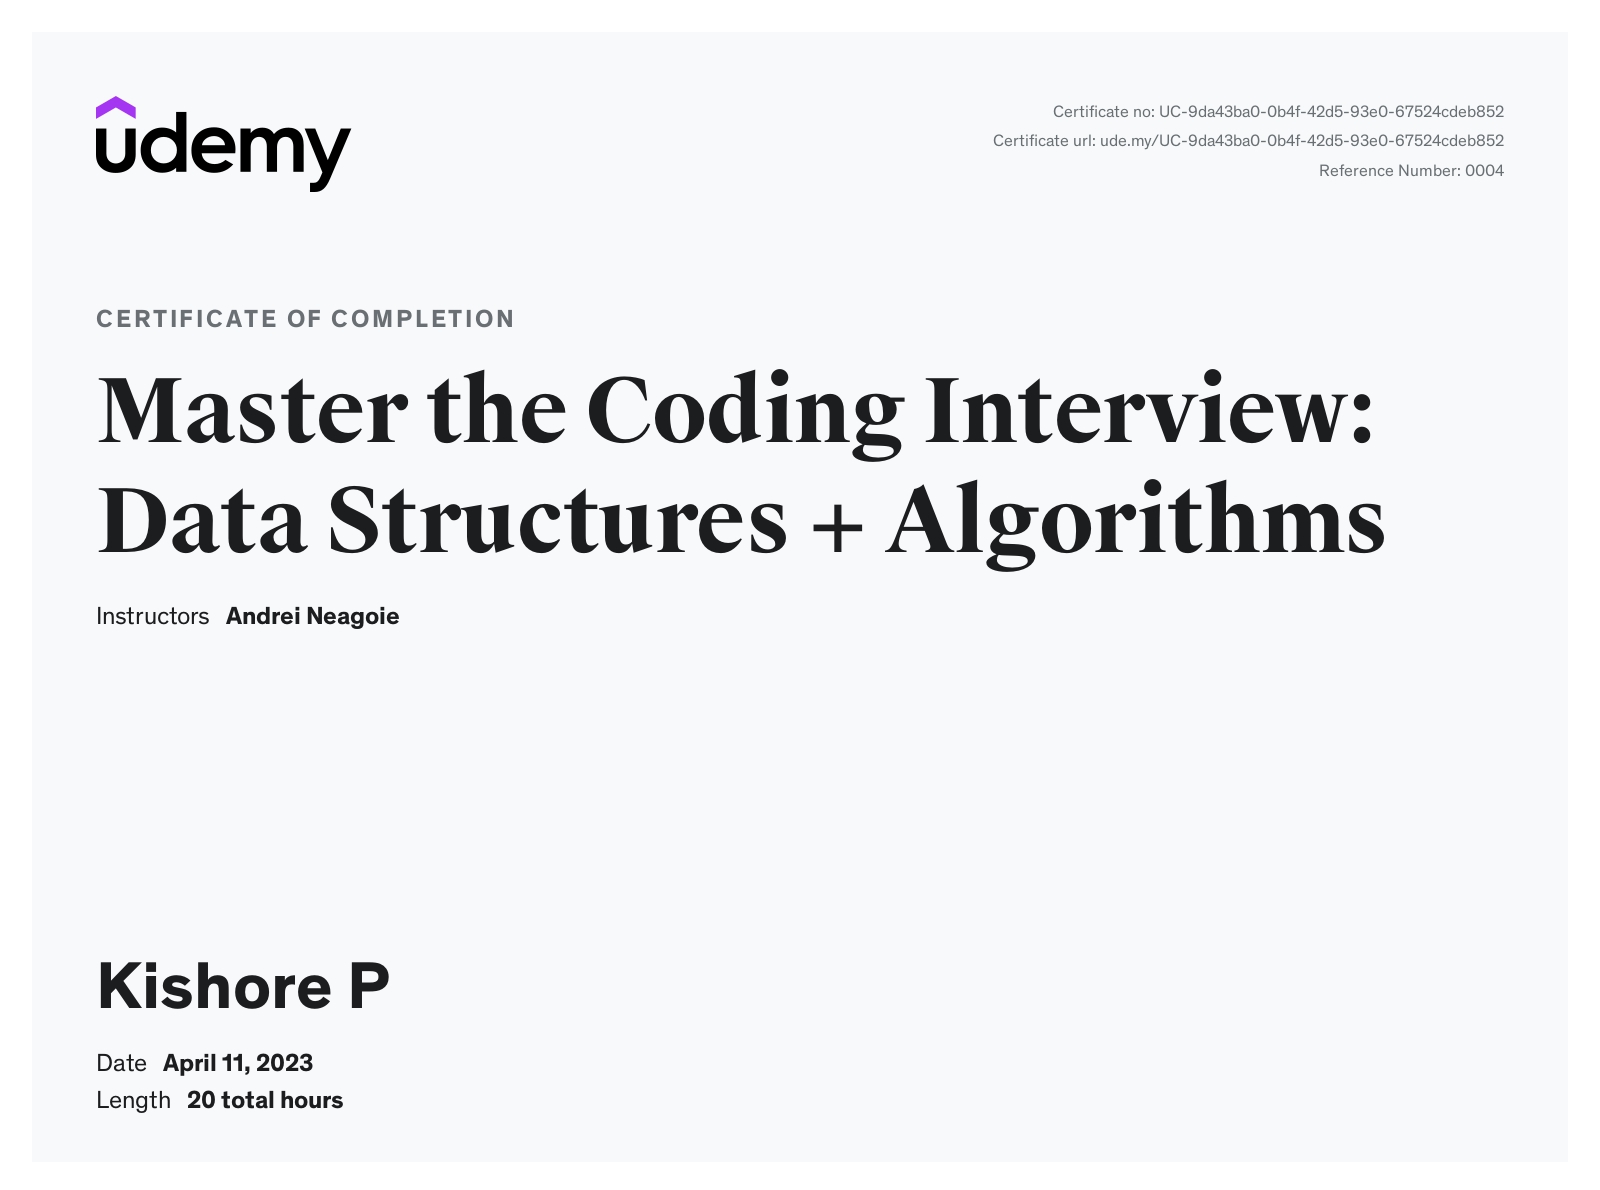 udemy
Certificate no: UC-9da43ba0-0b4f-42d5-93e0-67524cdeb852
Certificate url: ude.my/UC-9da43ba0-0b4f-42d5-93e0-67524cdeb852
Reference Number: 0004
CERTIFICATE OF COMPLETION
Master the Coding Interview:
Data Structures + Algorithms
Instructors Andrei Neagoie
Kishore P
Date April 11, 2023
Length 20 total hours